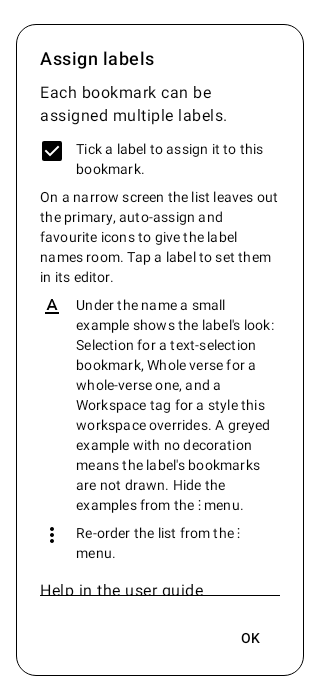 Assign labels
Each bookmark can be
assigned multiple labels.
Tick a label to assign it to this
bookmark.
On a narrow screen the list leaves out
the primary, auto-assign and
favourite icons to give the label
names room. Tap a label to set them
in its editor.
A
Under the name a small
example shows the label's look:
Selection for a text-selection
bookmark, Whole verse for a
whole-verse one, and a
Workspace tag for a style this
workspace overrides. A greyed
example with no decoration
means the label's bookmarks
are not drawn. Hide the
examples from the ⋮ menu.
Re-order the list from the ⋮
menu.
Help in the user guide
OK